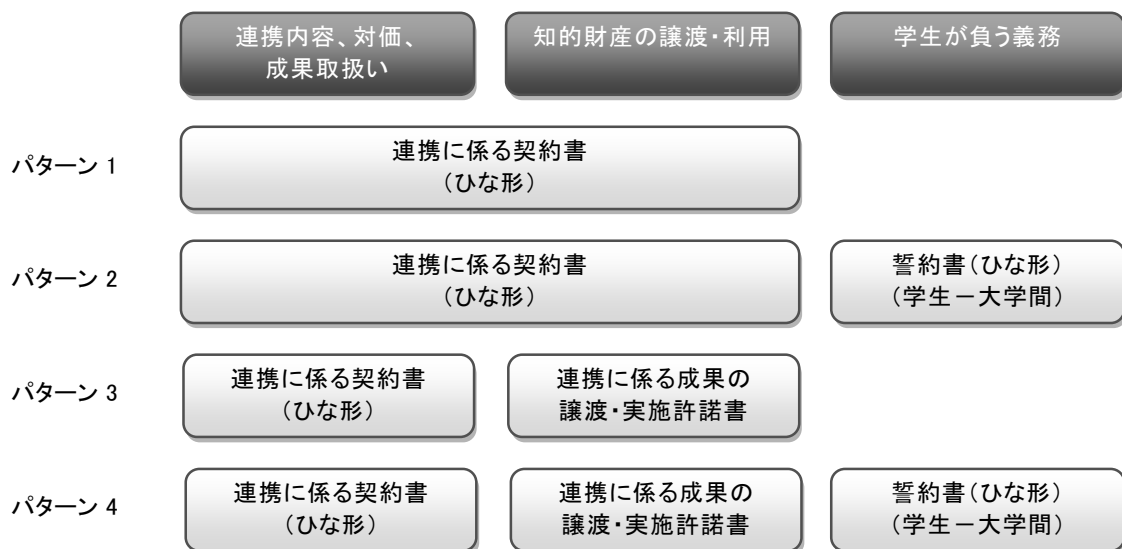 連携内容、対価、
成果取扱い
知的財産の譲渡・利用
学生が負う義務
パターン 1
連携に係る契約書
（ひな形）
パターン 2
連携に係る契約書
（ひな形）
誓約書（ひな形）
（学生－大学間）
パターン 3
連携に係る契約書
（ひな形）
連携に係る成果の
譲渡・実施許諾書
パターン 4
連携に係る契約書
（ひな形）
連携に係る成果の
譲渡・実施許諾書
誓約書（ひな形）
（学生－大学間）